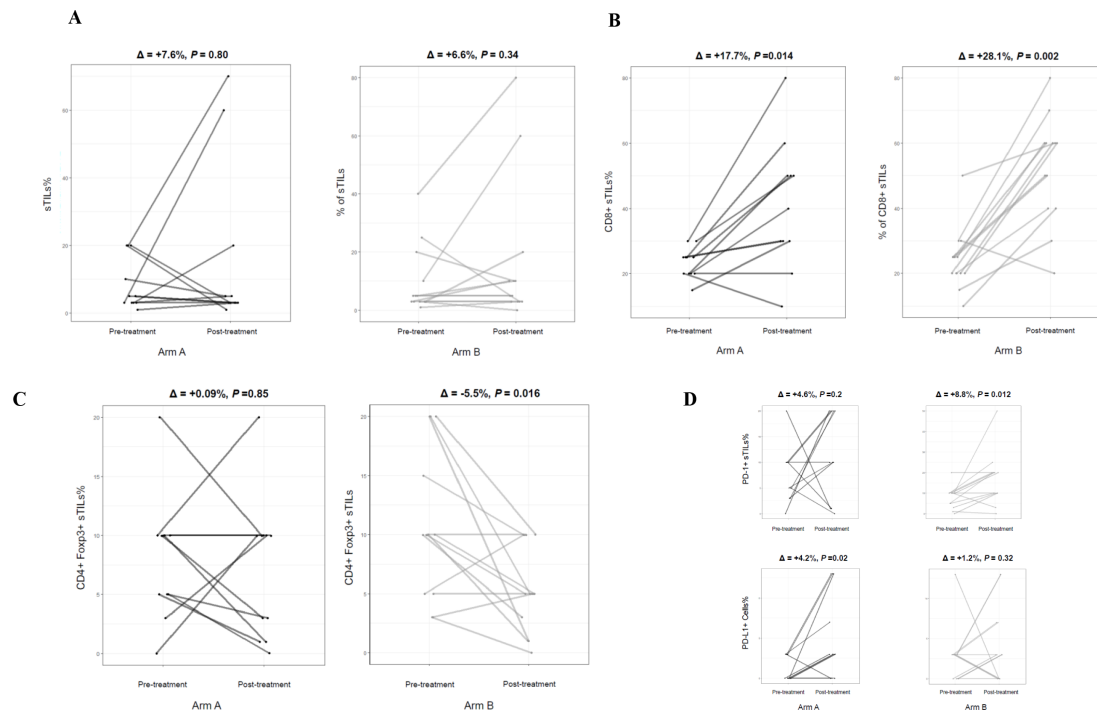 A
Δ = +7.6%, P = 0.80
sTILs%
60
40
20
0
Pre-treatment
Post-treatment
Arm A
Δ = +6.6%, P = 0.34
% of sTILs
80
60
40
20
0
Pre-treatment
Post-treatment
Arm B
B
Δ = +17.7%, P =0.014
CD8+ sTILs%
80
60
40
20
Pre-treatment
Post-treatment
Arm A
Δ = +28.1%, P = 0.002
% of CD8+ sTILs
80
60
40
20
Pre-treatment
Post-treatment
Arm B
C
Δ = +0.09%, P =0.85
CD4+ Foxp3+ sTILs%
20
15
10
5
0
Pre-treatment
Post-treatment
Arm A
Δ = -5.5%, P = 0.016
CD4+ Foxp3+ sTILs
20
15
10
5
0
Pre-treatment
Post-treatment
Arm B
D
Δ = +4.6%, P =0.2
PD-1+ sTILs%
Pre-treatment
Post-treatment
Δ = +8.8%, P = 0.012
Pre-treatment
Post-treatment
Δ = +4.2%, P = 0.02
PD-L1+ Cells%
Pre-treatment
Post-treatment
Arm A
Δ = +1.2%, P = 0.32
Pre-treatment
Post-treatment
Arm B